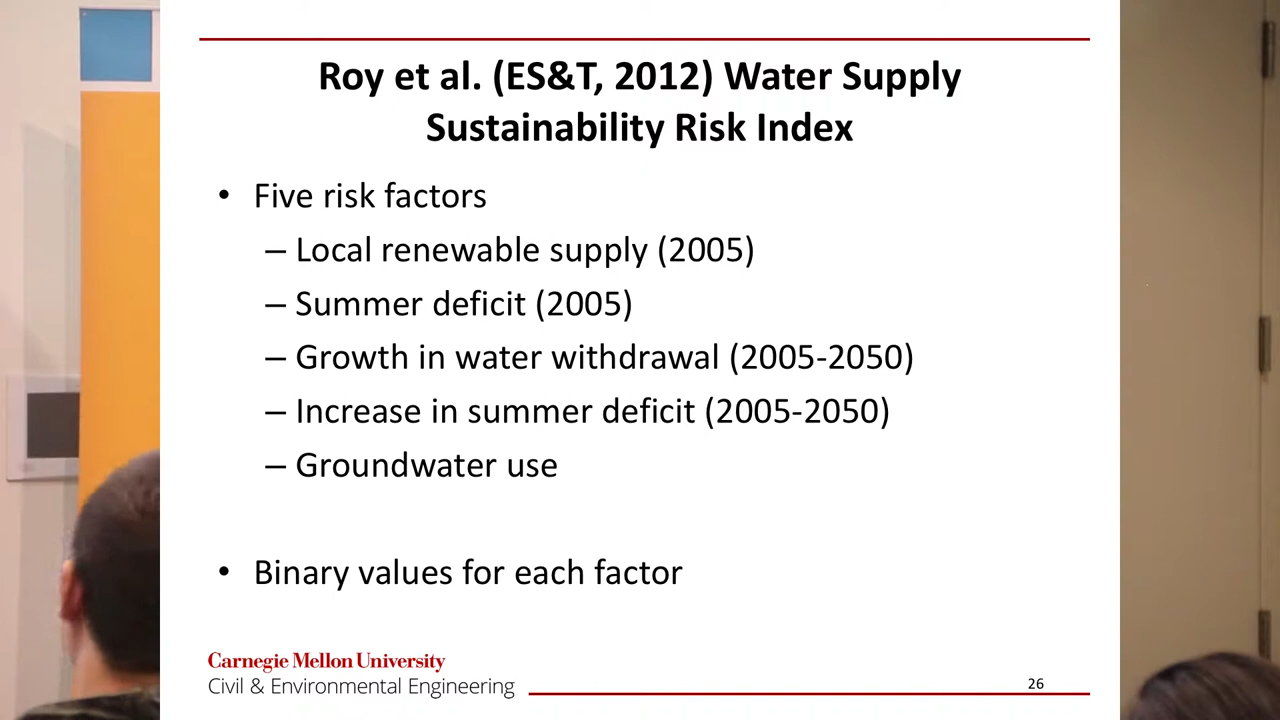 Roy et al. (ES&T, 2012) Water Supply
Sustainability Risk Index
• Five risk factors
– Local renewable supply (2005)
– Summer deficit (2005)
– Growth in water withdrawal (2005-2050)
– Increase in summer deficit (2005-2050)
– Groundwater use
• Binary values for each factor
Carnegie Mellon University
Civil & Environmental Engineering
26